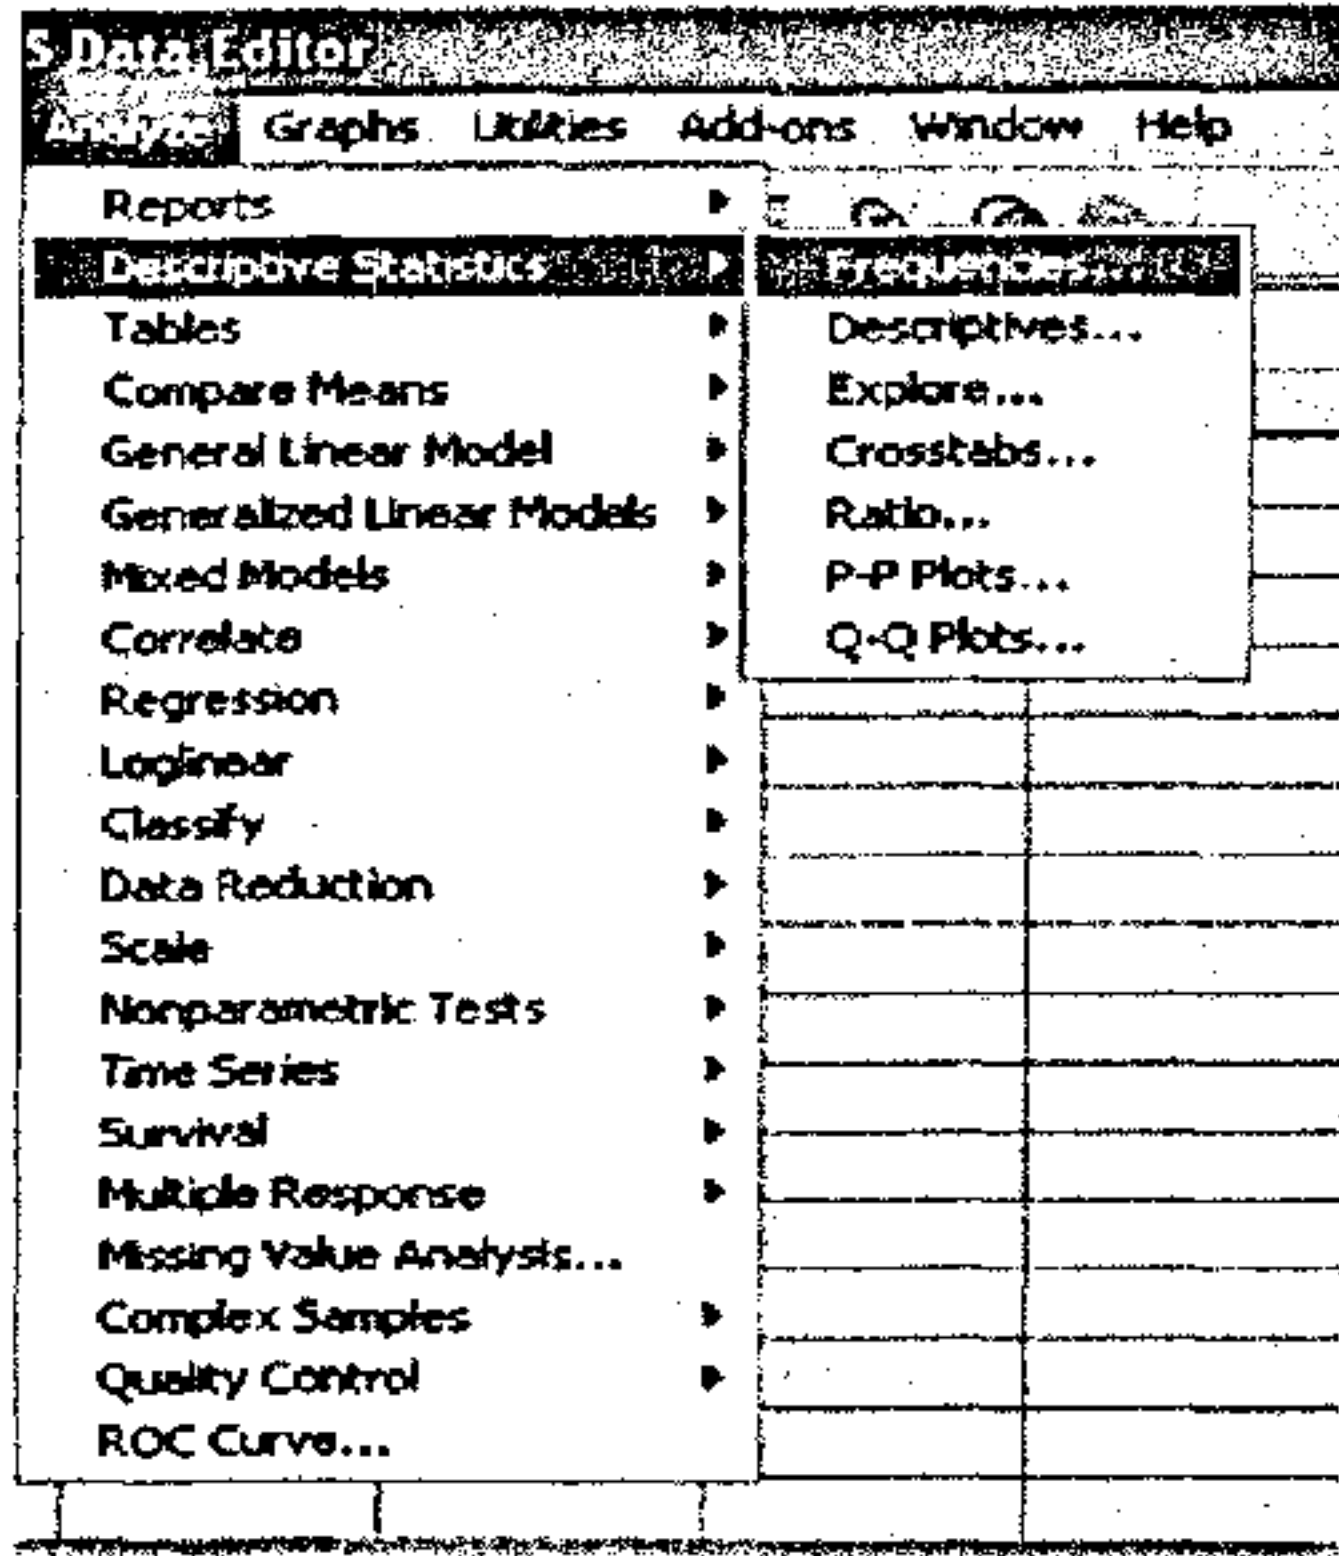 S Data Editor
Analyze Graphs Utilities Add-ons Window Help
Reports
Descriptive Statistics
Tables
Compare Means
General Linear Model
Generalized Linear Models
Mixed Models
Correlate
Regression
Loglinear
Classify
Data Reduction
Scale
Nonparametric Tests
Time Series
Survival
Multiple Response
Missing Value Analysis...
Complex Samples
Quality Control
ROC Curve...
Frequencies...
Descriptives...
Explore...
Crosstabs...
Ratio...
P-P Plots...
Q-Q Plots...